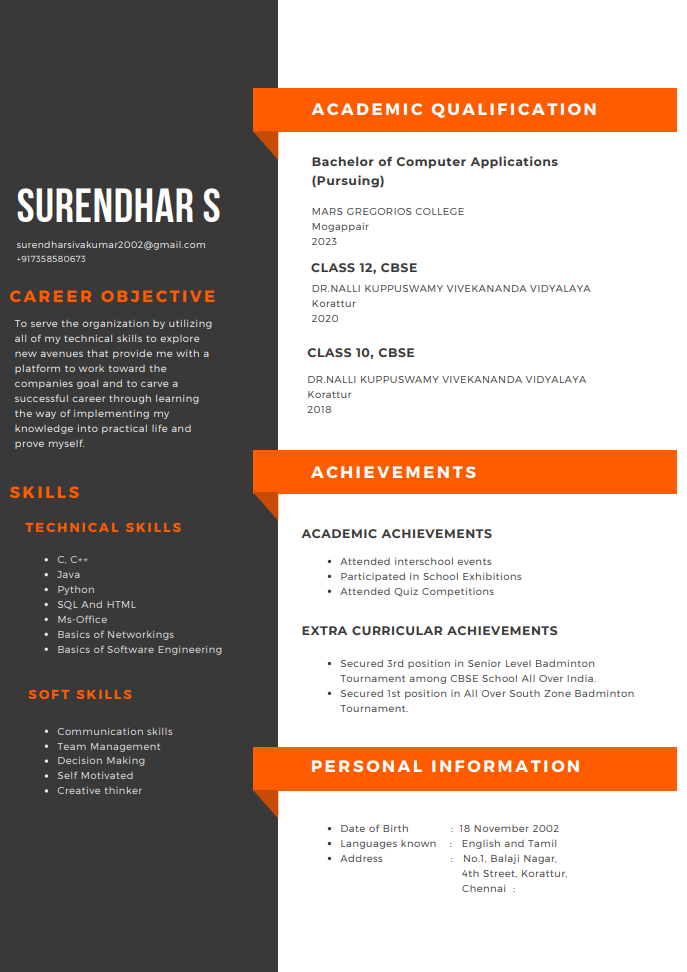 SURENDHAR S
surendharsivakumar2002@gmail.com
+917358580673
CAREER OBJECTIVE
To serve the organization by utilizing
all of my technical skills to explore
new avenues that provide me with a
platform to work toward the
companies goal and to carve a
successful career through learning
the way of implementing my
knowledge into practical life and
prove myself.
SKILLS
TECHNICAL SKILLS
• C, C++
• Java
• Python
• SQL And HTML
• Ms-Office
• Basics of Networkings
• Basics of Software Engineering
SOFT SKILLS
• Communication skills
• Team Management
• Decision Making
• Self Motivated
• Creative thinker
ACADEMIC QUALIFICATION
Bachelor of Computer Applications
(Pursuing)
MARS GREGORIOS COLLEGE
Mogappair
2023
CLASS 12, CBSE
DR.NALLI KUPPUSWAMY VIVEKANANDA VIDYALAYA
Korattur
2020
CLASS 10, CBSE
DR.NALLI KUPPUSWAMY VIVEKANANDA VIDYALAYA
Korattur
2018
ACHIEVEMENTS
ACADEMIC ACHIEVEMENTS
• Attended interschool events
• Participated in School Exhibitions
• Attended Quiz Competitions
EXTRA CURRICULAR ACHIEVEMENTS
• Secured 3rd position in Senior Level Badminton
Tournament among CBSE School All Over India.
• Secured 1st position in All Over South Zone Badminton
Tournament.
PERSONAL INFORMATION
• Date of Birth : 18 November 2002
• Languages known : English and Tamil
• Address : No.1, Balaji Nagar,
4th Street, Korattur,
Chennai :